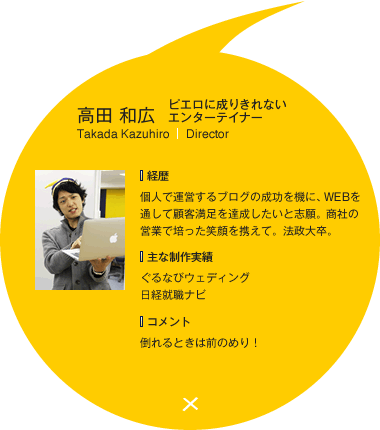 高田 和広
ピエロに成りきれない
エンターテイナー
Takada Kazuhiro | Director
経歴
個人で運営するブログの成功を機に、WEBを
通して顧客満足を達成したいと志願。商社の
営業で培った笑顔を携えて。法政大卒。
主な制作実績
ぐるなびウェディング
日経就職ナビ
コメント
倒れるときは前のめり！